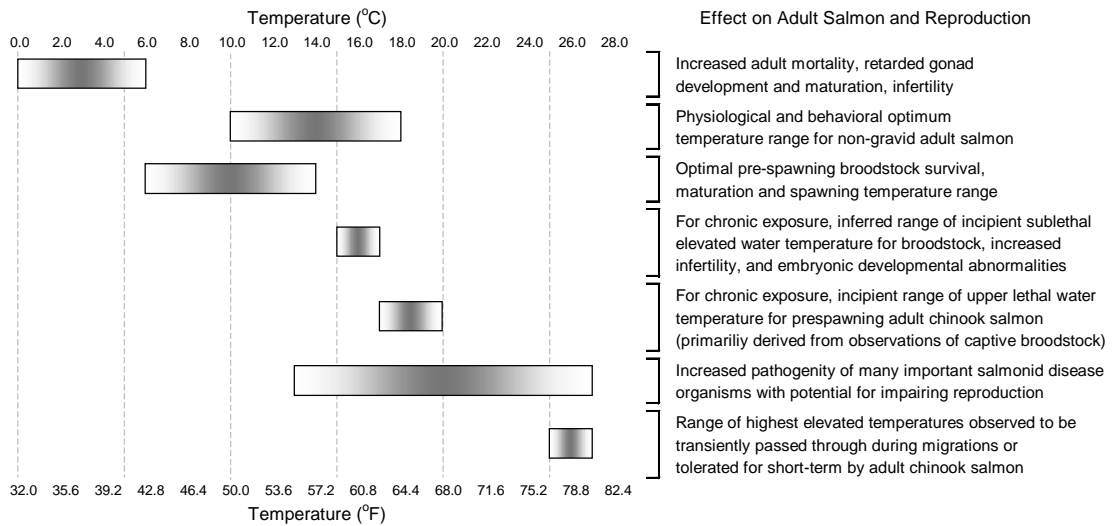 Temperature (°C)
Effect on Adult Salmon and Reproduction
0.0 2.0 4.0 6.0 8.0 10.0 12.0 14.0 16.0 18.0 20.0 22.0 24.0 26.0 28.0
Increased adult mortality, retarded gonad
development and maturation, infertility
Physiological and behavioral optimum
temperature range for non-gravid adult salmon
Optimal pre-spawning broodstock survival,
maturation and spawning temperature range
For chronic exposure, inferred range of incipient sublethal
elevated water temperature for broodstock, increased
infertility, and embryonic developmental abnormalities
For chronic exposure, incipient range of upper lethal water
temperature for prespawning adult chinook salmon
(primariliy derived from observations of captive broodstock)
Increased pathogenity of many important salmonid disease
organisms with potential for impairing reproduction
Range of highest elevated temperatures observed to be
transiently passed through during migrations or
tolerated for short-term by adult chinook salmon
32.0 35.6 39.2 42.8 46.4 50.0 53.6 57.2 60.8 64.4 68.0 71.6 75.2 78.8 82.4
Temperature (°F)